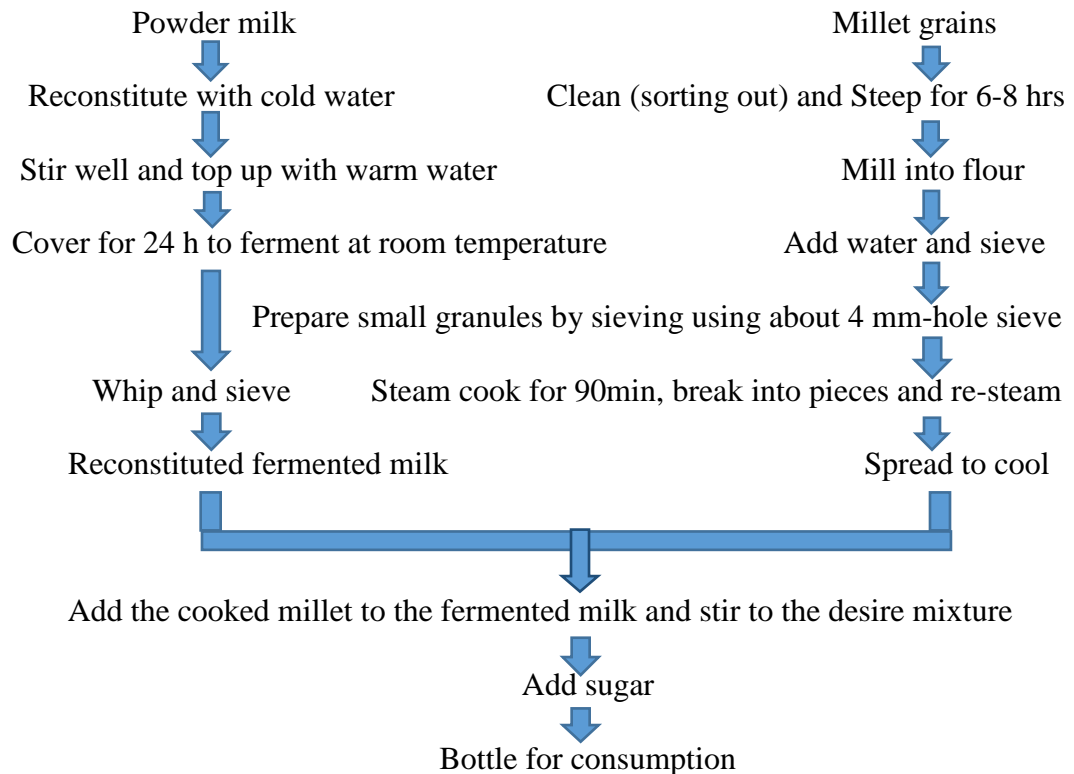 Powder milk
Reconstitute with cold water
Stir well and top up with warm water
Cover for 24 h to ferment at room temperature
Whip and sieve
Reconstituted fermented milk
Millet grains
Clean (sorting out) and Steep for 6-8 hrs
Mill into flour
Add water and sieve
Prepare small granules by sieving using about 4 mm-hole sieve
Steam cook for 90min, break into pieces and re-steam
Spread to cool
Add the cooked millet to the fermented milk and stir to the desire mixture
Add sugar
Bottle for consumption